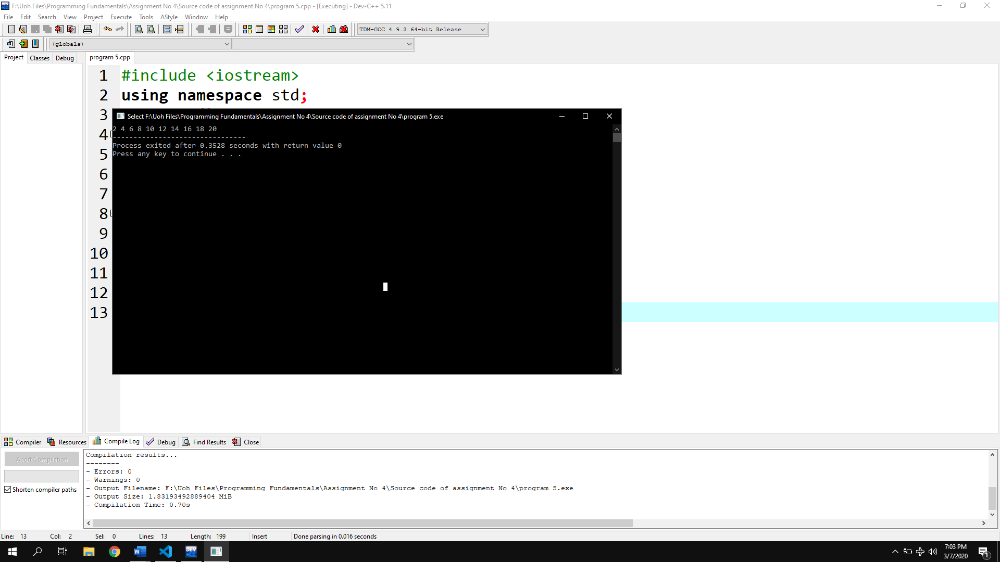 F:\Uoh Files\Programming Fundamentals\Assignment No 4\Source code of assignment No 4\program 5.cpp - [Executing] - Dev-C++ 5.11
File Edit Search View Project Execute Tools AStyle Window Help
TDM-GCC 4.9.2 64-bit Release
(globals)
Project Classes Debug
program 5.cpp
1 #include <iostream>
2 using namespace std;
3
4
5
6
7
8
9
10
11
12
13
Select F:\Uoh Files\Programming Fundamentals\Assignment No 4\Source code of assignment No 4\program 5.exe
2 4 6 8 10 12 14 16 18 20
--------------------------------
Process exited after 0.3528 seconds with return value 0
Press any key to continue . . .
Compiler Resources Compile Log Debug Find Results Close
Abort Compilation
Shorten compiler paths
Compilation results...
--------
- Errors: 0
- Warnings: 0
- Output Filename: F:\Uoh Files\Programming Fundamentals\Assignment No 4\Source code of assignment No 4\program 5.exe
- Output Size: 1.83193492889404 MiB
- Compilation Time: 0.70s
Line: 13 Col: 2 Sel: 0 Lines: 13 Length: 199 Insert Done parsing in 0.016 seconds
DEV
7:03 PM
3/7/2020
1